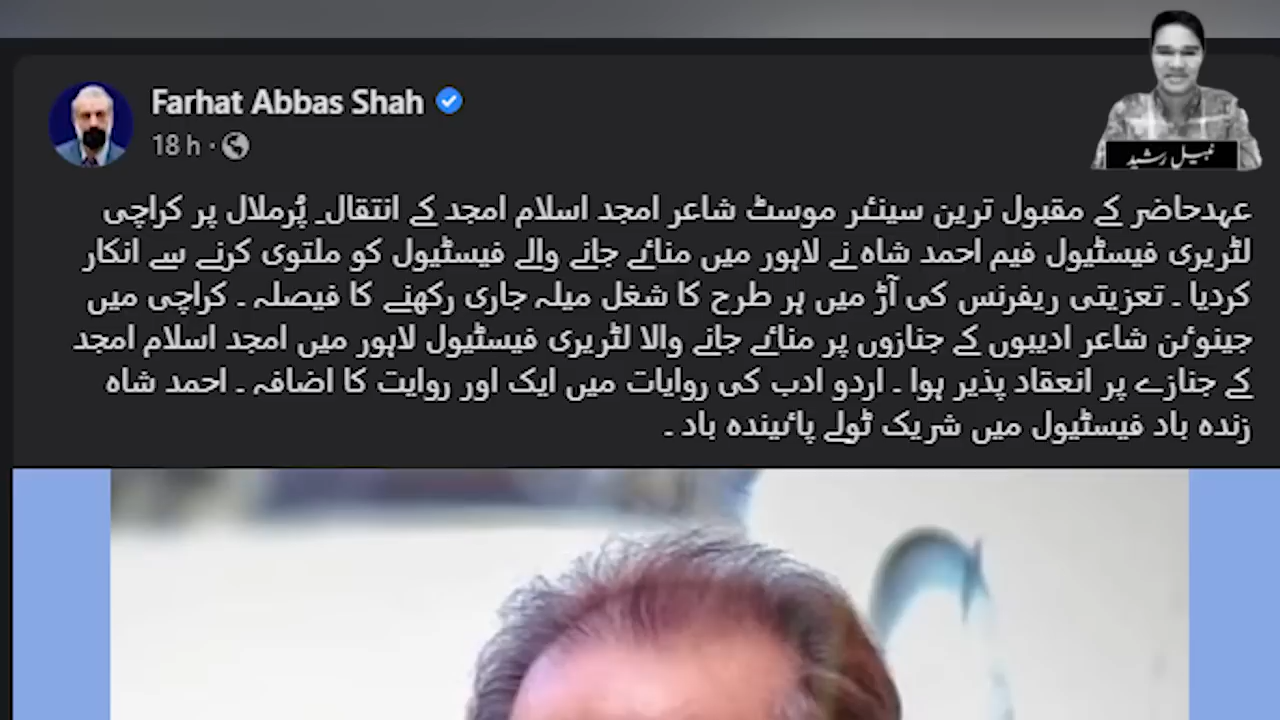 Farhat Abbas Shah
18 h ·
نبیل رشید
عہدحاضر کے مقبول ترین سینئر موسٹ شاعر امجد اسلام امجد کے انتقال۔ پُرملال پر کراچی
لٹریری فیسٹیول فیم احمد شاہ نے لاہور میں منائے جانے والے فیسٹیول کو ملتوی کرنے سے انکار
کردیا ۔ تعزیتی ریفرنس کی آڑ میں ہر طرح کا شغل میلہ جاری رکھنے کا فیصلہ ۔ کراچی میں
جینوئن شاعر ادیبوں کے جنازوں پر منائے جانے والا لٹریری فیسٹیول لاہور میں امجد اسلام امجد
کے جنازے پر انعقاد پذیر ہوا ۔ اردو ادب کی روایات میں ایک اور روایت کا اضافہ ۔ احمد شاہ
زندہ باد فیسٹیول میں شریک ٹولے پائیندہ باد ۔